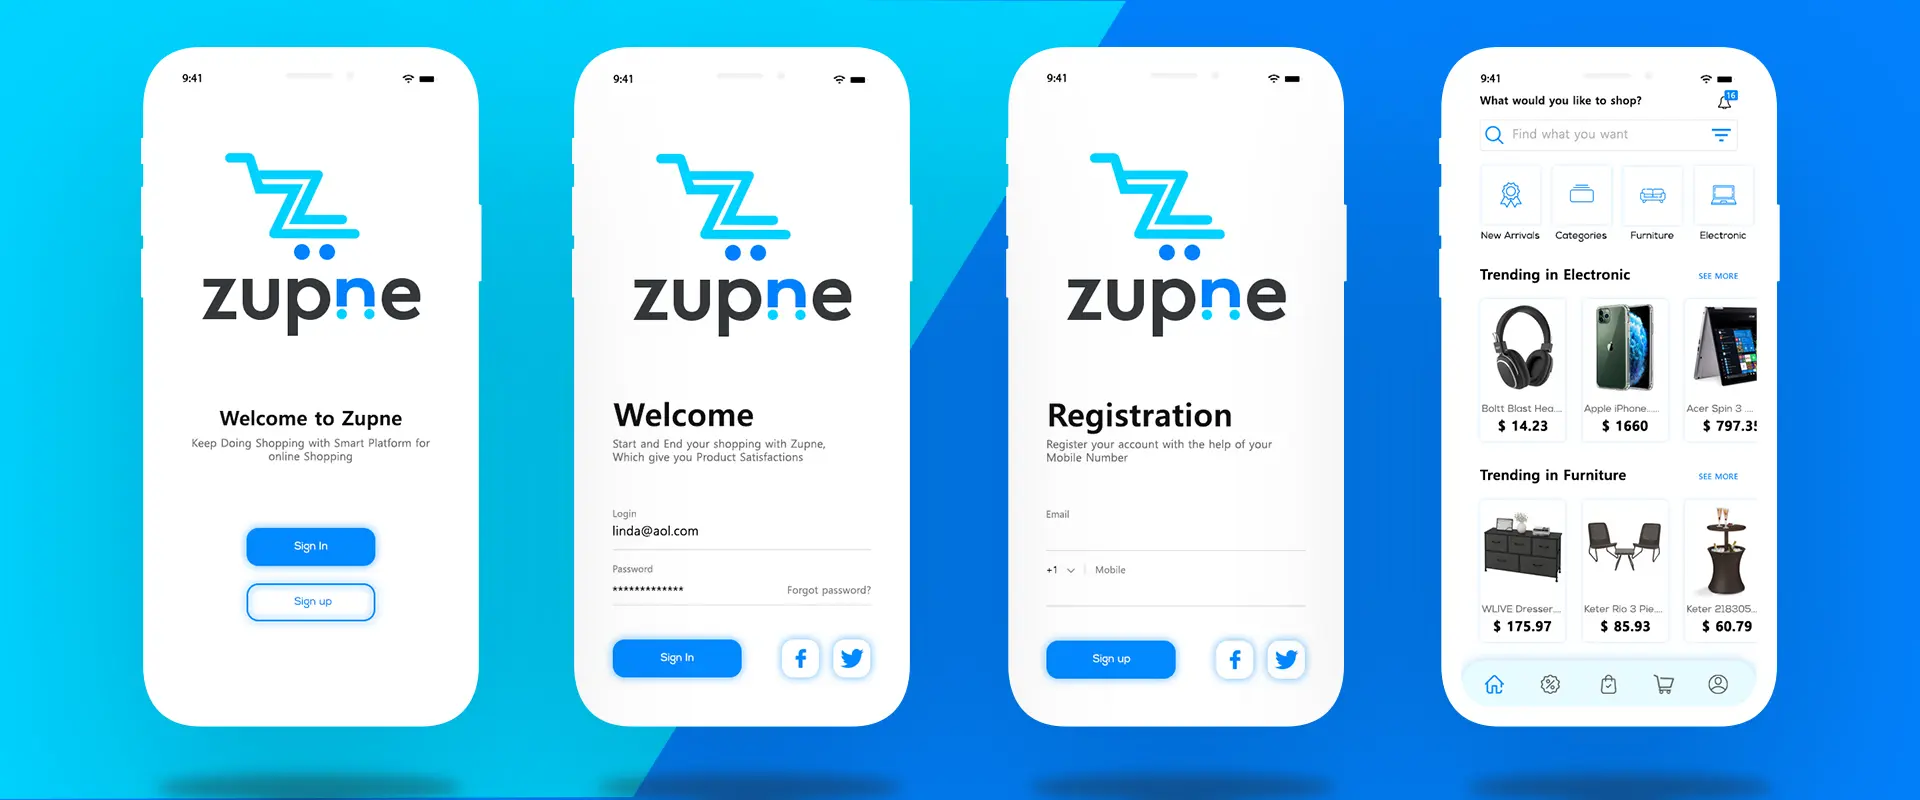 9:41
zupne
Welcome to Zupne
Keep Doing Shopping with Smart Platform for
online Shopping
Sign In
Sign up
9:41
zupne
Welcome
Start and End your shopping with Zupne,
Which give you Product Satisfactions
Login
linda@aol.com
Password
*************
Forgot password?
Sign In
9:41
zupne
Registration
Register your account with the help of your
Mobile Number
Email
+1
Mobile
Sign up
9:41
What would you like to shop?
16
Find what you want
New Arrivals
Categories
Furniture
Electronic
Trending in Electronic
SEE MORE
Boltt Blast Hea....
Apple iPhone.....
Acer Spin 3 ....
$ 14.23
$ 1660
$ 797.35
Trending in Furniture
SEE MORE
WLIVE Dresser....
Keter Rio 3 Pie....
Keter 218305...
$ 175.97
$ 85.93
$ 60.79